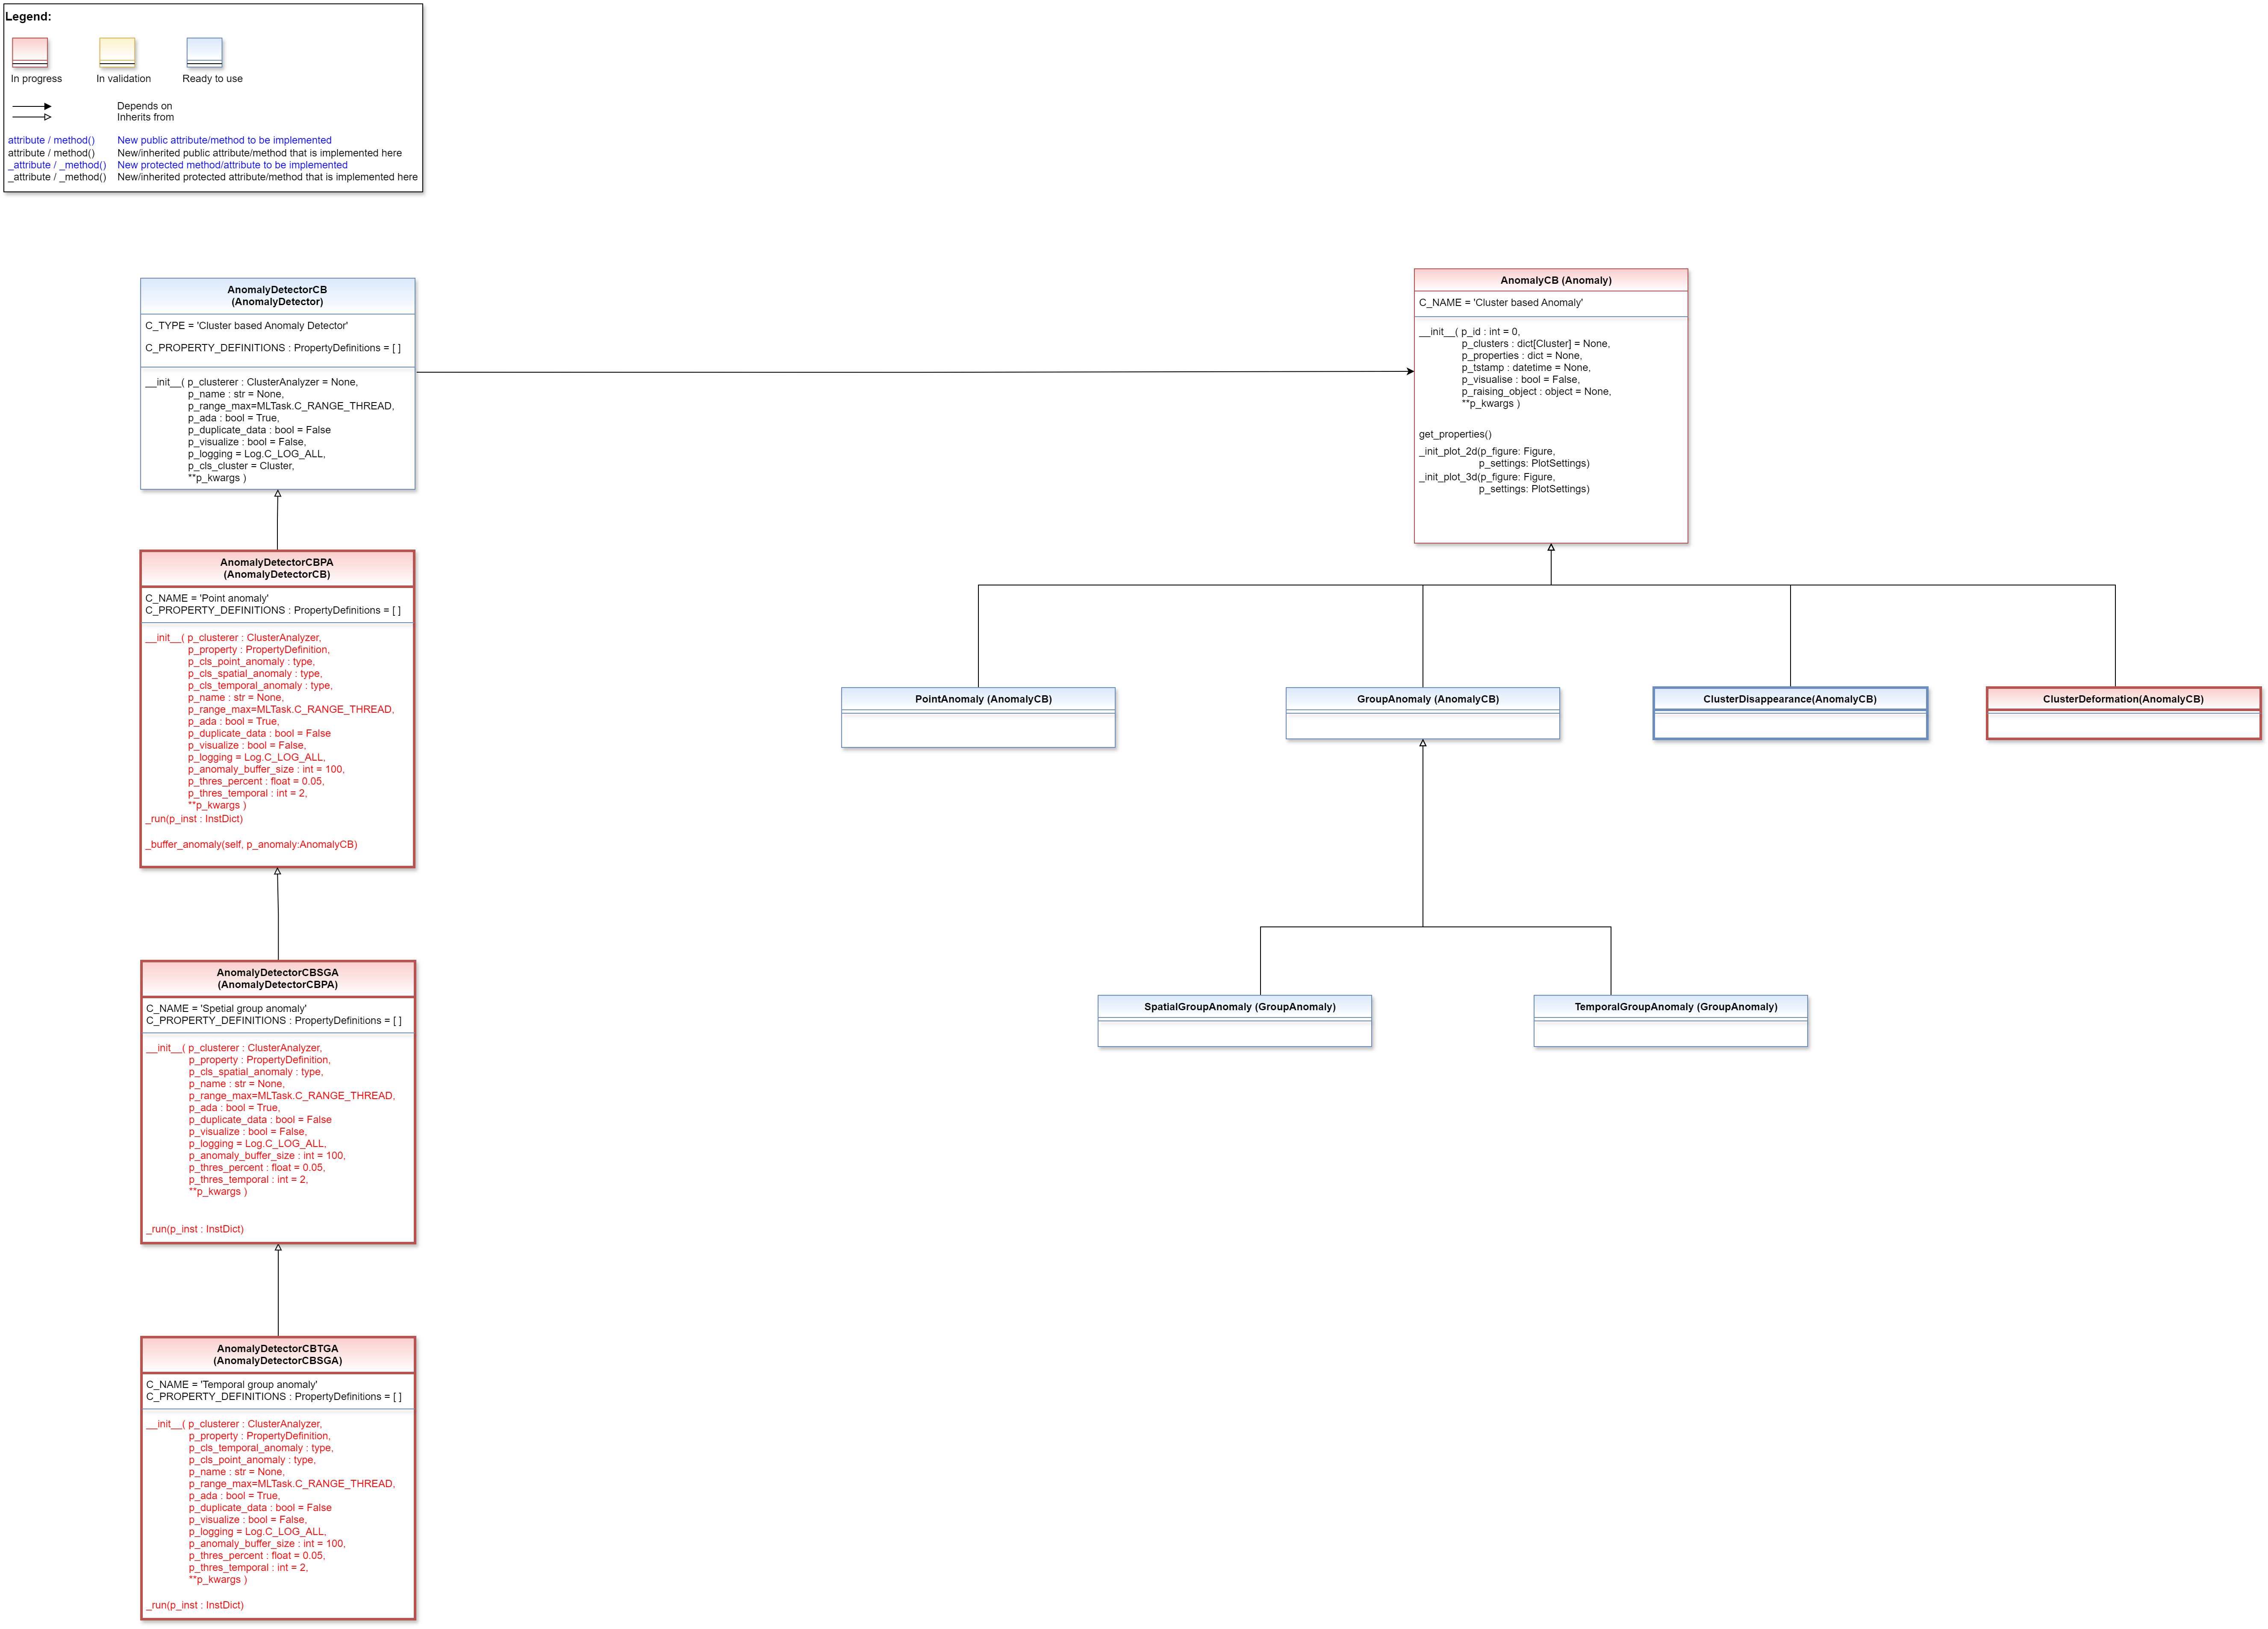 Legend:
In progress
In validation
Ready to use
Depends on
Inherits from
attribute / method() New public attribute/method to be implemented
attribute / method() New/inherited public attribute/method that is implemented here
_attribute / _method() New protected method/attribute to be implemented
_attribute / _method() New/inherited protected attribute/method that is implemented here
AnomalyDetectorCB
(AnomalyDetector)
C_TYPE = 'Cluster based Anomaly Detector'
C_PROPERTY_DEFINITIONS : PropertyDefinitions = [ ]
__init__( p_clusterer : ClusterAnalyzer = None,
p_name : str = None,
p_range_max=MLTask.C_RANGE_THREAD,
p_ada : bool = True,
p_duplicate_data : bool = False
p_visualize : bool = False,
p_logging = Log.C_LOG_ALL,
p_cls_cluster = Cluster,
**p_kwargs )
AnomalyCB (Anomaly)
C_NAME = 'Cluster based Anomaly'
__init__( p_id : int = 0,
p_clusters : dict[Cluster] = None,
p_properties : dict = None,
p_tstamp : datetime = None,
p_visualise : bool = False,
p_raising_object : object = None,
**p_kwargs )
get_properties()
_init_plot_2d(p_figure: Figure,
p_settings: PlotSettings)
_init_plot_3d(p_figure: Figure,
p_settings: PlotSettings)
AnomalyDetectorCBPA
(AnomalyDetectorCB)
C_NAME = 'Point anomaly'
C_PROPERTY_DEFINITIONS : PropertyDefinitions = [ ]
__init__( p_clusterer : ClusterAnalyzer,
p_property : PropertyDefinition,
p_cls_point_anomaly : type,
p_cls_spatial_anomaly : type,
p_cls_temporal_anomaly : type,
p_name : str = None,
p_range_max=MLTask.C_RANGE_THREAD,
p_ada : bool = True,
p_duplicate_data : bool = False
p_visualize : bool = False,
p_logging = Log.C_LOG_ALL,
p_anomaly_buffer_size : int = 100,
p_thres_percent : float = 0.05,
p_thres_temporal : int = 2,
**p_kwargs )
_run(p_inst : InstDict)
_buffer_anomaly(self, p_anomaly:AnomalyCB)
PointAnomaly (AnomalyCB)
GroupAnomaly (AnomalyCB)
ClusterDisappearance(AnomalyCB)
ClusterDeformation(AnomalyCB)
AnomalyDetectorCBSGA
(AnomalyDetectorCBPA)
C_NAME = 'Spetial group anomaly'
C_PROPERTY_DEFINITIONS : PropertyDefinitions = [ ]
__init__( p_clusterer : ClusterAnalyzer,
p_property : PropertyDefinition,
p_cls_spatial_anomaly : type,
p_name : str = None,
p_range_max=MLTask.C_RANGE_THREAD,
p_ada : bool = True,
p_duplicate_data : bool = False
p_visualize : bool = False,
p_logging = Log.C_LOG_ALL,
p_anomaly_buffer_size : int = 100,
p_thres_percent : float = 0.05,
p_thres_temporal : int = 2,
**p_kwargs )
_run(p_inst : InstDict)
SpatialGroupAnomaly (GroupAnomaly)
TemporalGroupAnomaly (GroupAnomaly)
AnomalyDetectorCBTGA
(AnomalyDetectorCBSGA)
C_NAME = 'Temporal group anomaly'
C_PROPERTY_DEFINITIONS : PropertyDefinitions = [ ]
__init__( p_clusterer : ClusterAnalyzer,
p_property : PropertyDefinition,
p_cls_temporal_anomaly : type,
p_cls_point_anomaly : type,
p_name : str = None,
p_range_max=MLTask.C_RANGE_THREAD,
p_ada : bool = True,
p_duplicate_data : bool = False
p_visualize : bool = False,
p_logging = Log.C_LOG_ALL,
p_anomaly_buffer_size : int = 100,
p_thres_percent : float = 0.05,
p_thres_temporal : int = 2,
**p_kwargs )
_run(p_inst : InstDict)